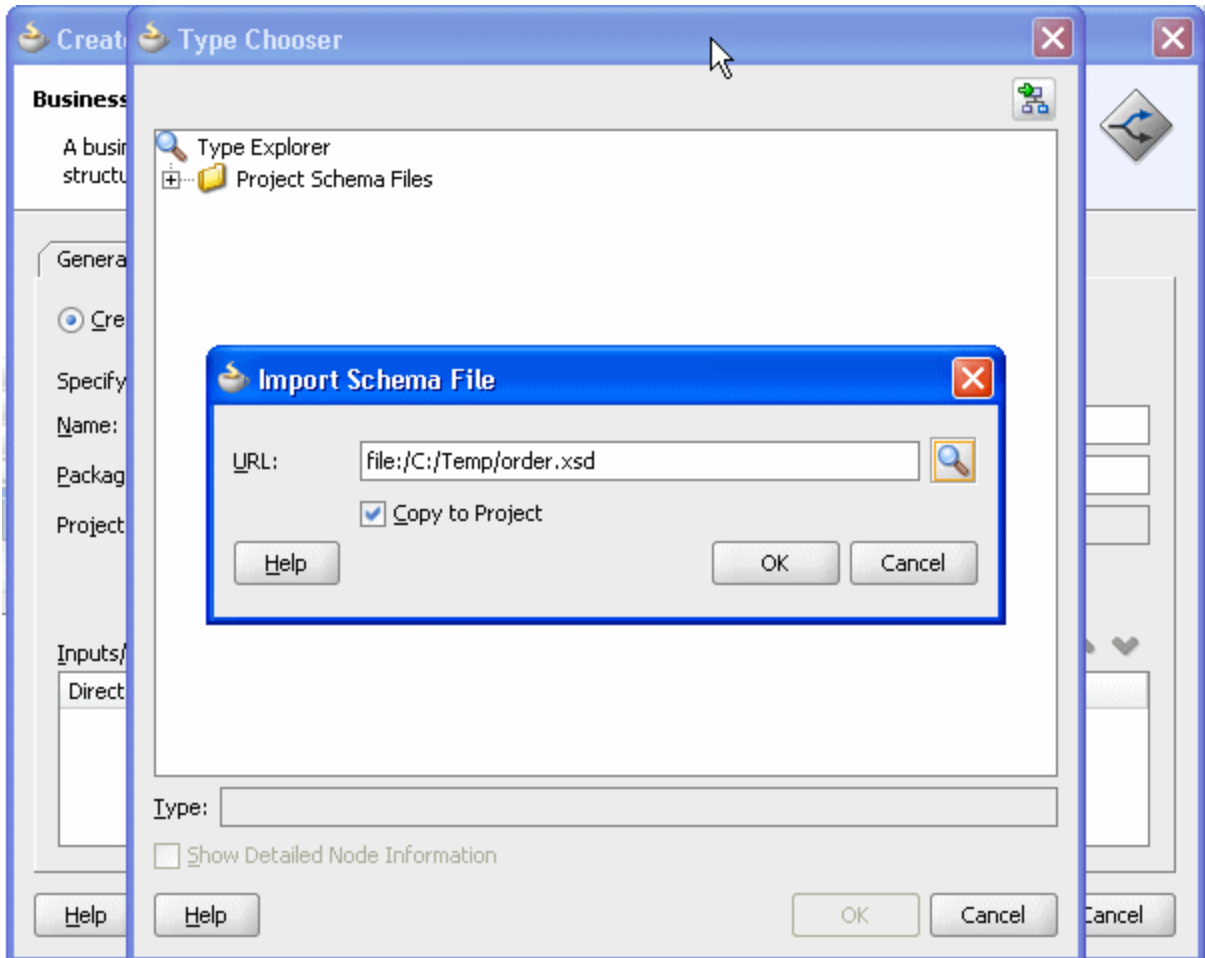 Creat
Type Chooser
Business
A busin
structu
Type Explorer
Project Schema Files
Genera
Cre
Specify
Name:
Packag
Project
Import Schema File
URL:
file:/C:/Temp/order.xsd
Copy to Project
Help
OK
Cancel
Inputs/
Direct
Type:
Show Detailed Node Information
Help
Help
OK
Cancel
Cancel